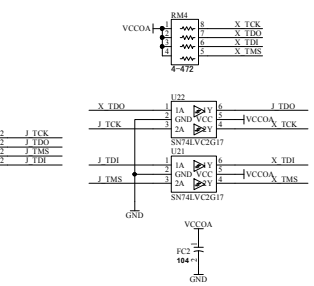 RM4
VCCOA 1 8 X_TCK
2 7 X_TDO
3 6 X_TDI
4 5 X_TMS
4-472
U22
X_TDO 1 1A 1Y 6 J_TDO
2 GND VCC 5 VCCOA
J_TCK 3 2A 2Y 4 X_TCK
SN74LVC2G17
2 J_TCK
2 J_TDO
2 J_TMS
2 J_TDI
U21
J_TDI 1 1A 1Y 6 X_TDI
2 GND VCC 5 VCCOA
J_TMS 3 2A 2Y 4 X_TMS
SN74LVC2G17
GND
VCCOA
1
FC2
104 2
GND